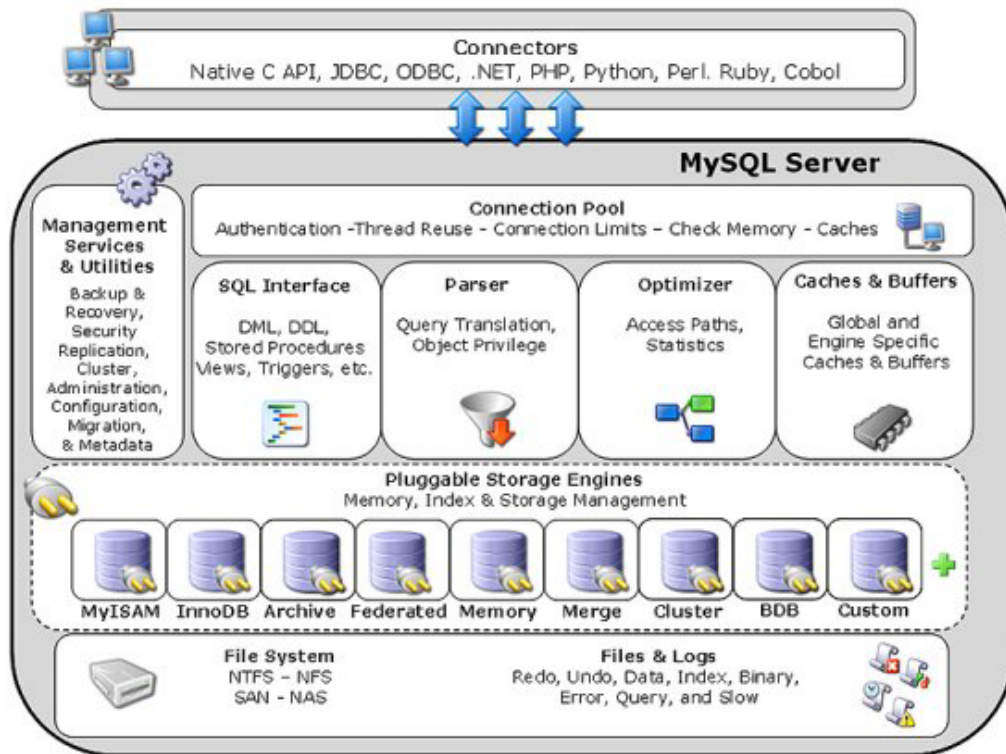 Connectors
Native C API, JDBC, ODBC, .NET, PHP, Python, Perl. Ruby, Cobol
MySQL Server
Management
Services
& Utilities
Backup &
Recovery,
Security
Replication,
Cluster,
Administration,
Configuration,
Migration,
& Metadata
Connection Pool
Authentication -Thread Reuse - Connection Limits – Check Memory - Caches
SQL Interface
DML, DDL,
Stored Procedures
Views, Triggers, etc.
Parser
Query Translation,
Object Privilege
Optimizer
Access Paths,
Statistics
Caches & Buffers
Global and
Engine Specific
Caches & Buffers
Pluggable Storage Engines
Memory, Index & Storage Management
MyISAM
InnoDB
Archive
Federated
Memory
Merge
Cluster
BDB
Custom
File System
NTFS – NFS
SAN - NAS
Files & Logs
Redo, Undo, Data, Index, Binary,
Error, Query, and Slow